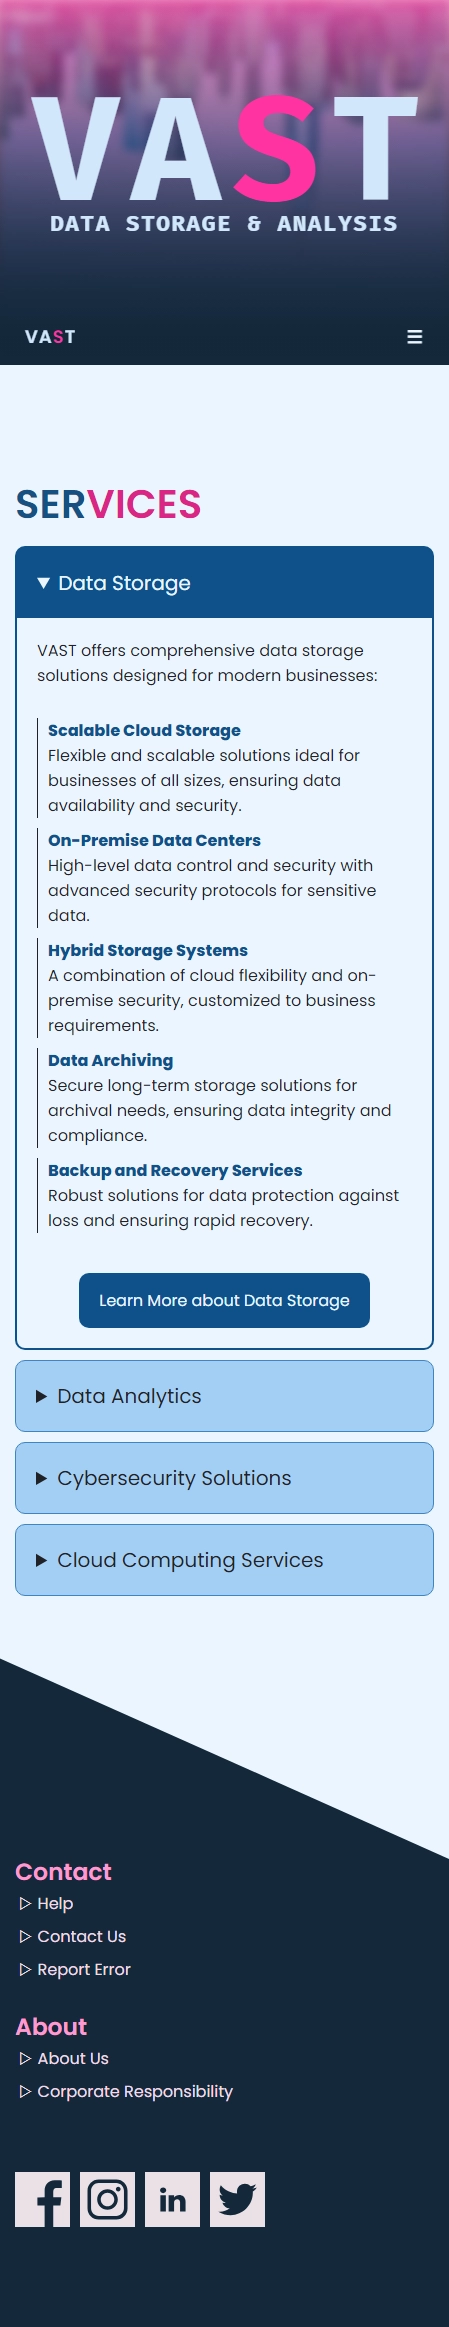 VAST
DATA STORAGE & ANALYSIS
VAST
SERVICES
Data Storage
VAST offers comprehensive data storage
solutions designed for modern businesses:
Scalable Cloud Storage
Flexible and scalable solutions ideal for
businesses of all sizes, ensuring data
availability and security.
On-Premise Data Centers
High-level data control and security with
advanced security protocols for sensitive
data.
Hybrid Storage Systems
A combination of cloud flexibility and on-
premise security, customized to business
requirements.
Data Archiving
Secure long-term storage solutions for
archival needs, ensuring data integrity and
compliance.
Backup and Recovery Services
Robust solutions for data protection against
loss and ensuring rapid recovery.
Learn More about Data Storage
Data Analytics
Cybersecurity Solutions
Cloud Computing Services
Contact
Help
Contact Us
Report Error
About
About Us
Corporate Responsibility